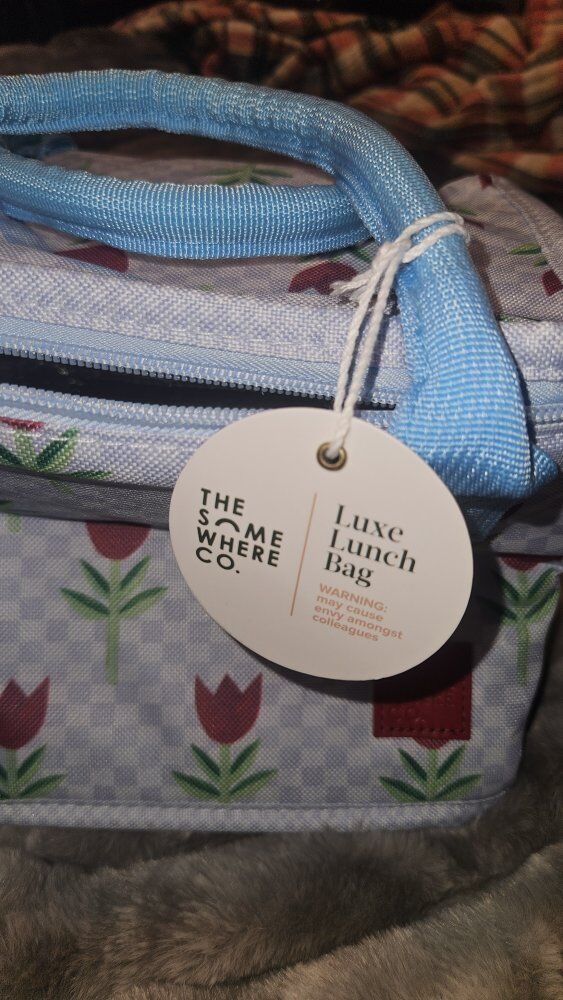 THE
SOME
WHERE
CO.
Luxe
Lunch
Bag
WARNING:
may cause
envy amongst
colleagues